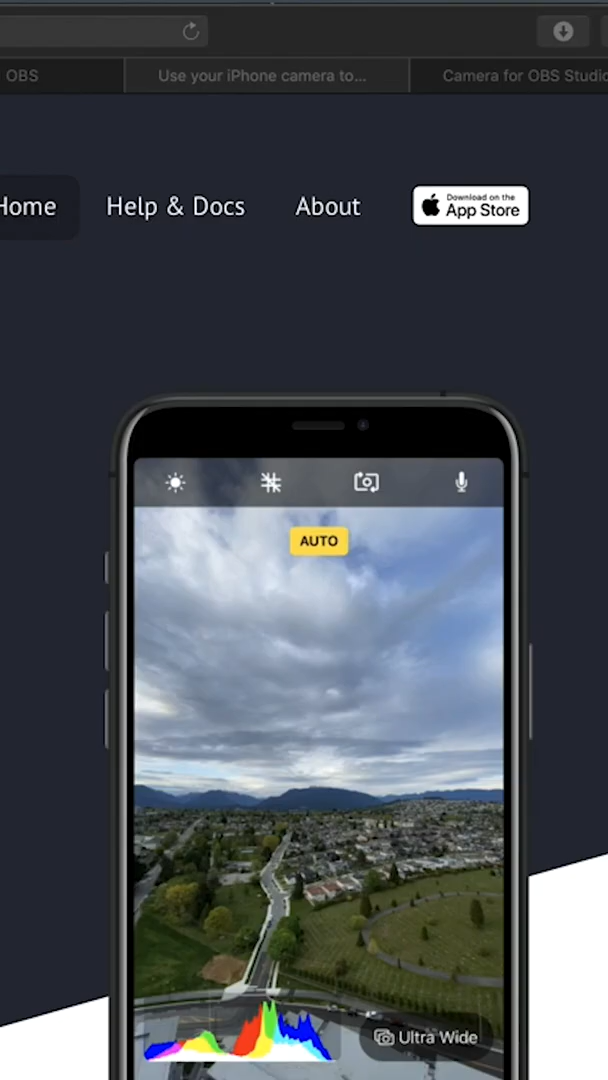 OBS
Use your iPhone camera to...
Camera for OBS Studio
Home
Help & Docs
About
Download on the
App Store
AUTO
Ultra Wide